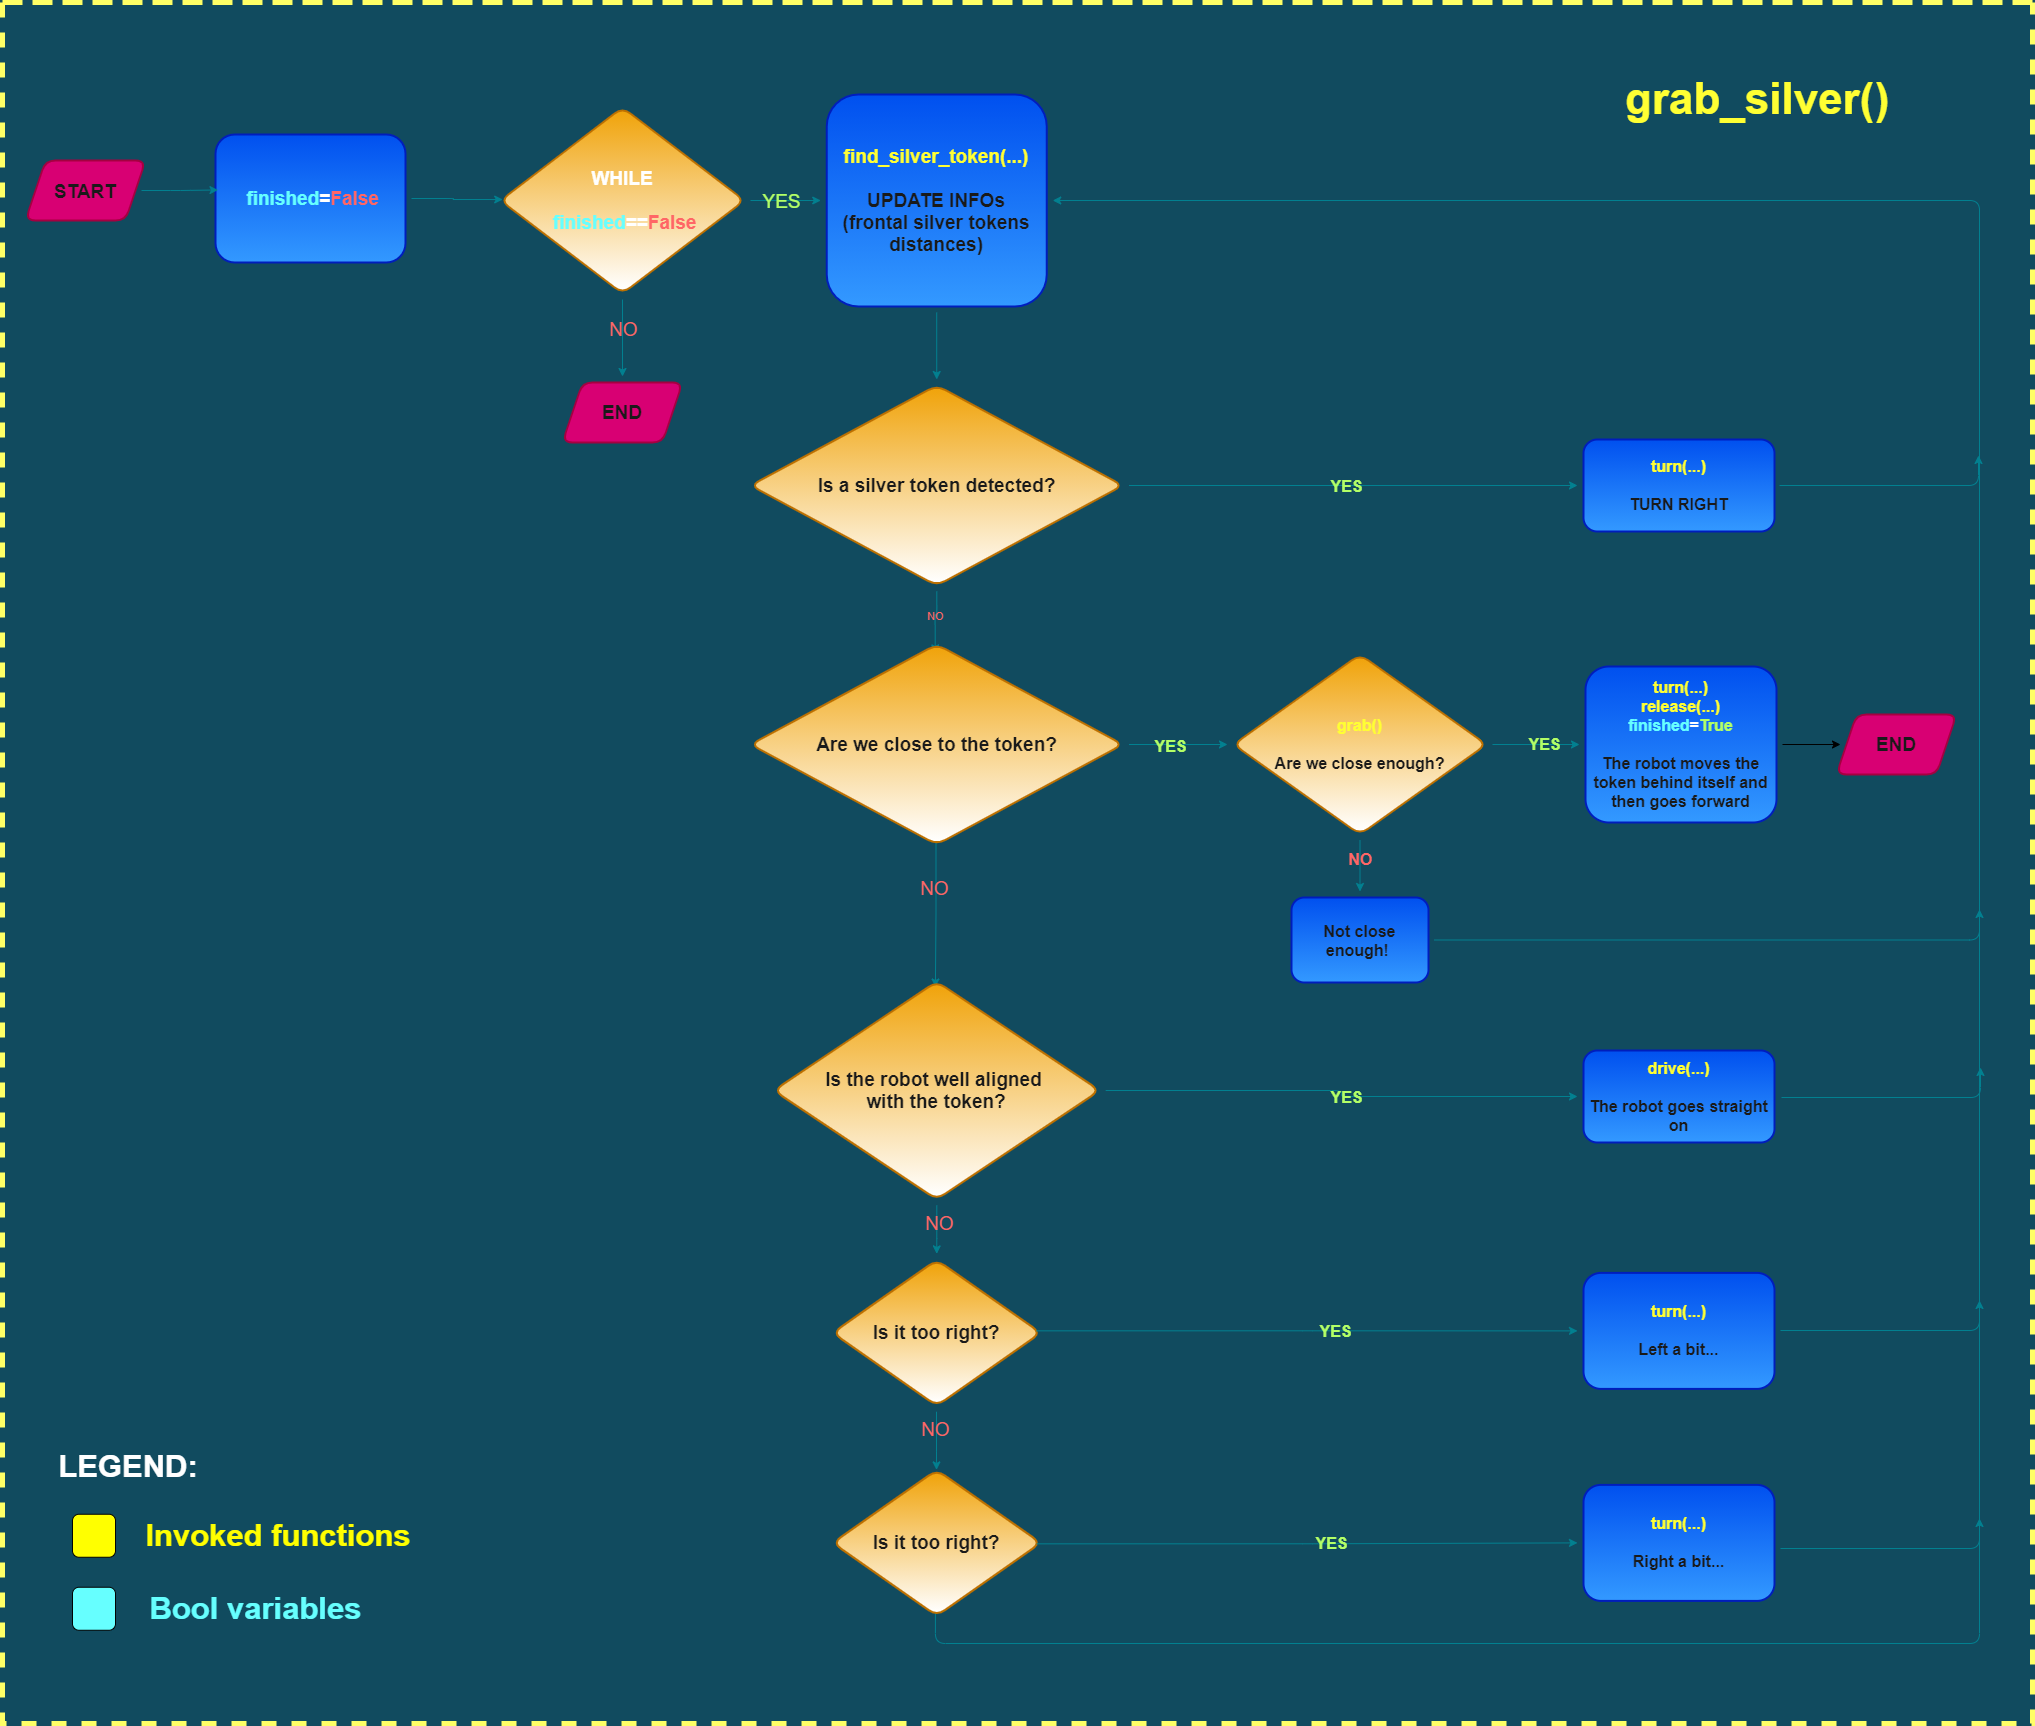 grab_silver()
START
finished=False
WHILE
finished==False
YES
find_silver_token(...)
UPDATE INFOs
(frontal silver tokens
distances)
NO
END
Is a silver token detected?
YES
turn(...)
TURN RIGHT
NO
Are we close to the token?
YES
grab()
Are we close enough?
YES
turn(...)
release(...)
finished=True
The robot moves the
token behind itself and
then goes forward
END
NO
Not close
enough!
NO
Is the robot well aligned
with the token?
YES
drive(...)
The robot goes straight
on
NO
Is it too right?
YES
turn(...)
Left a bit...
NO
Is it too right?
YES
turn(...)
Right a bit...
LEGEND:
Invoked functions
Bool variables